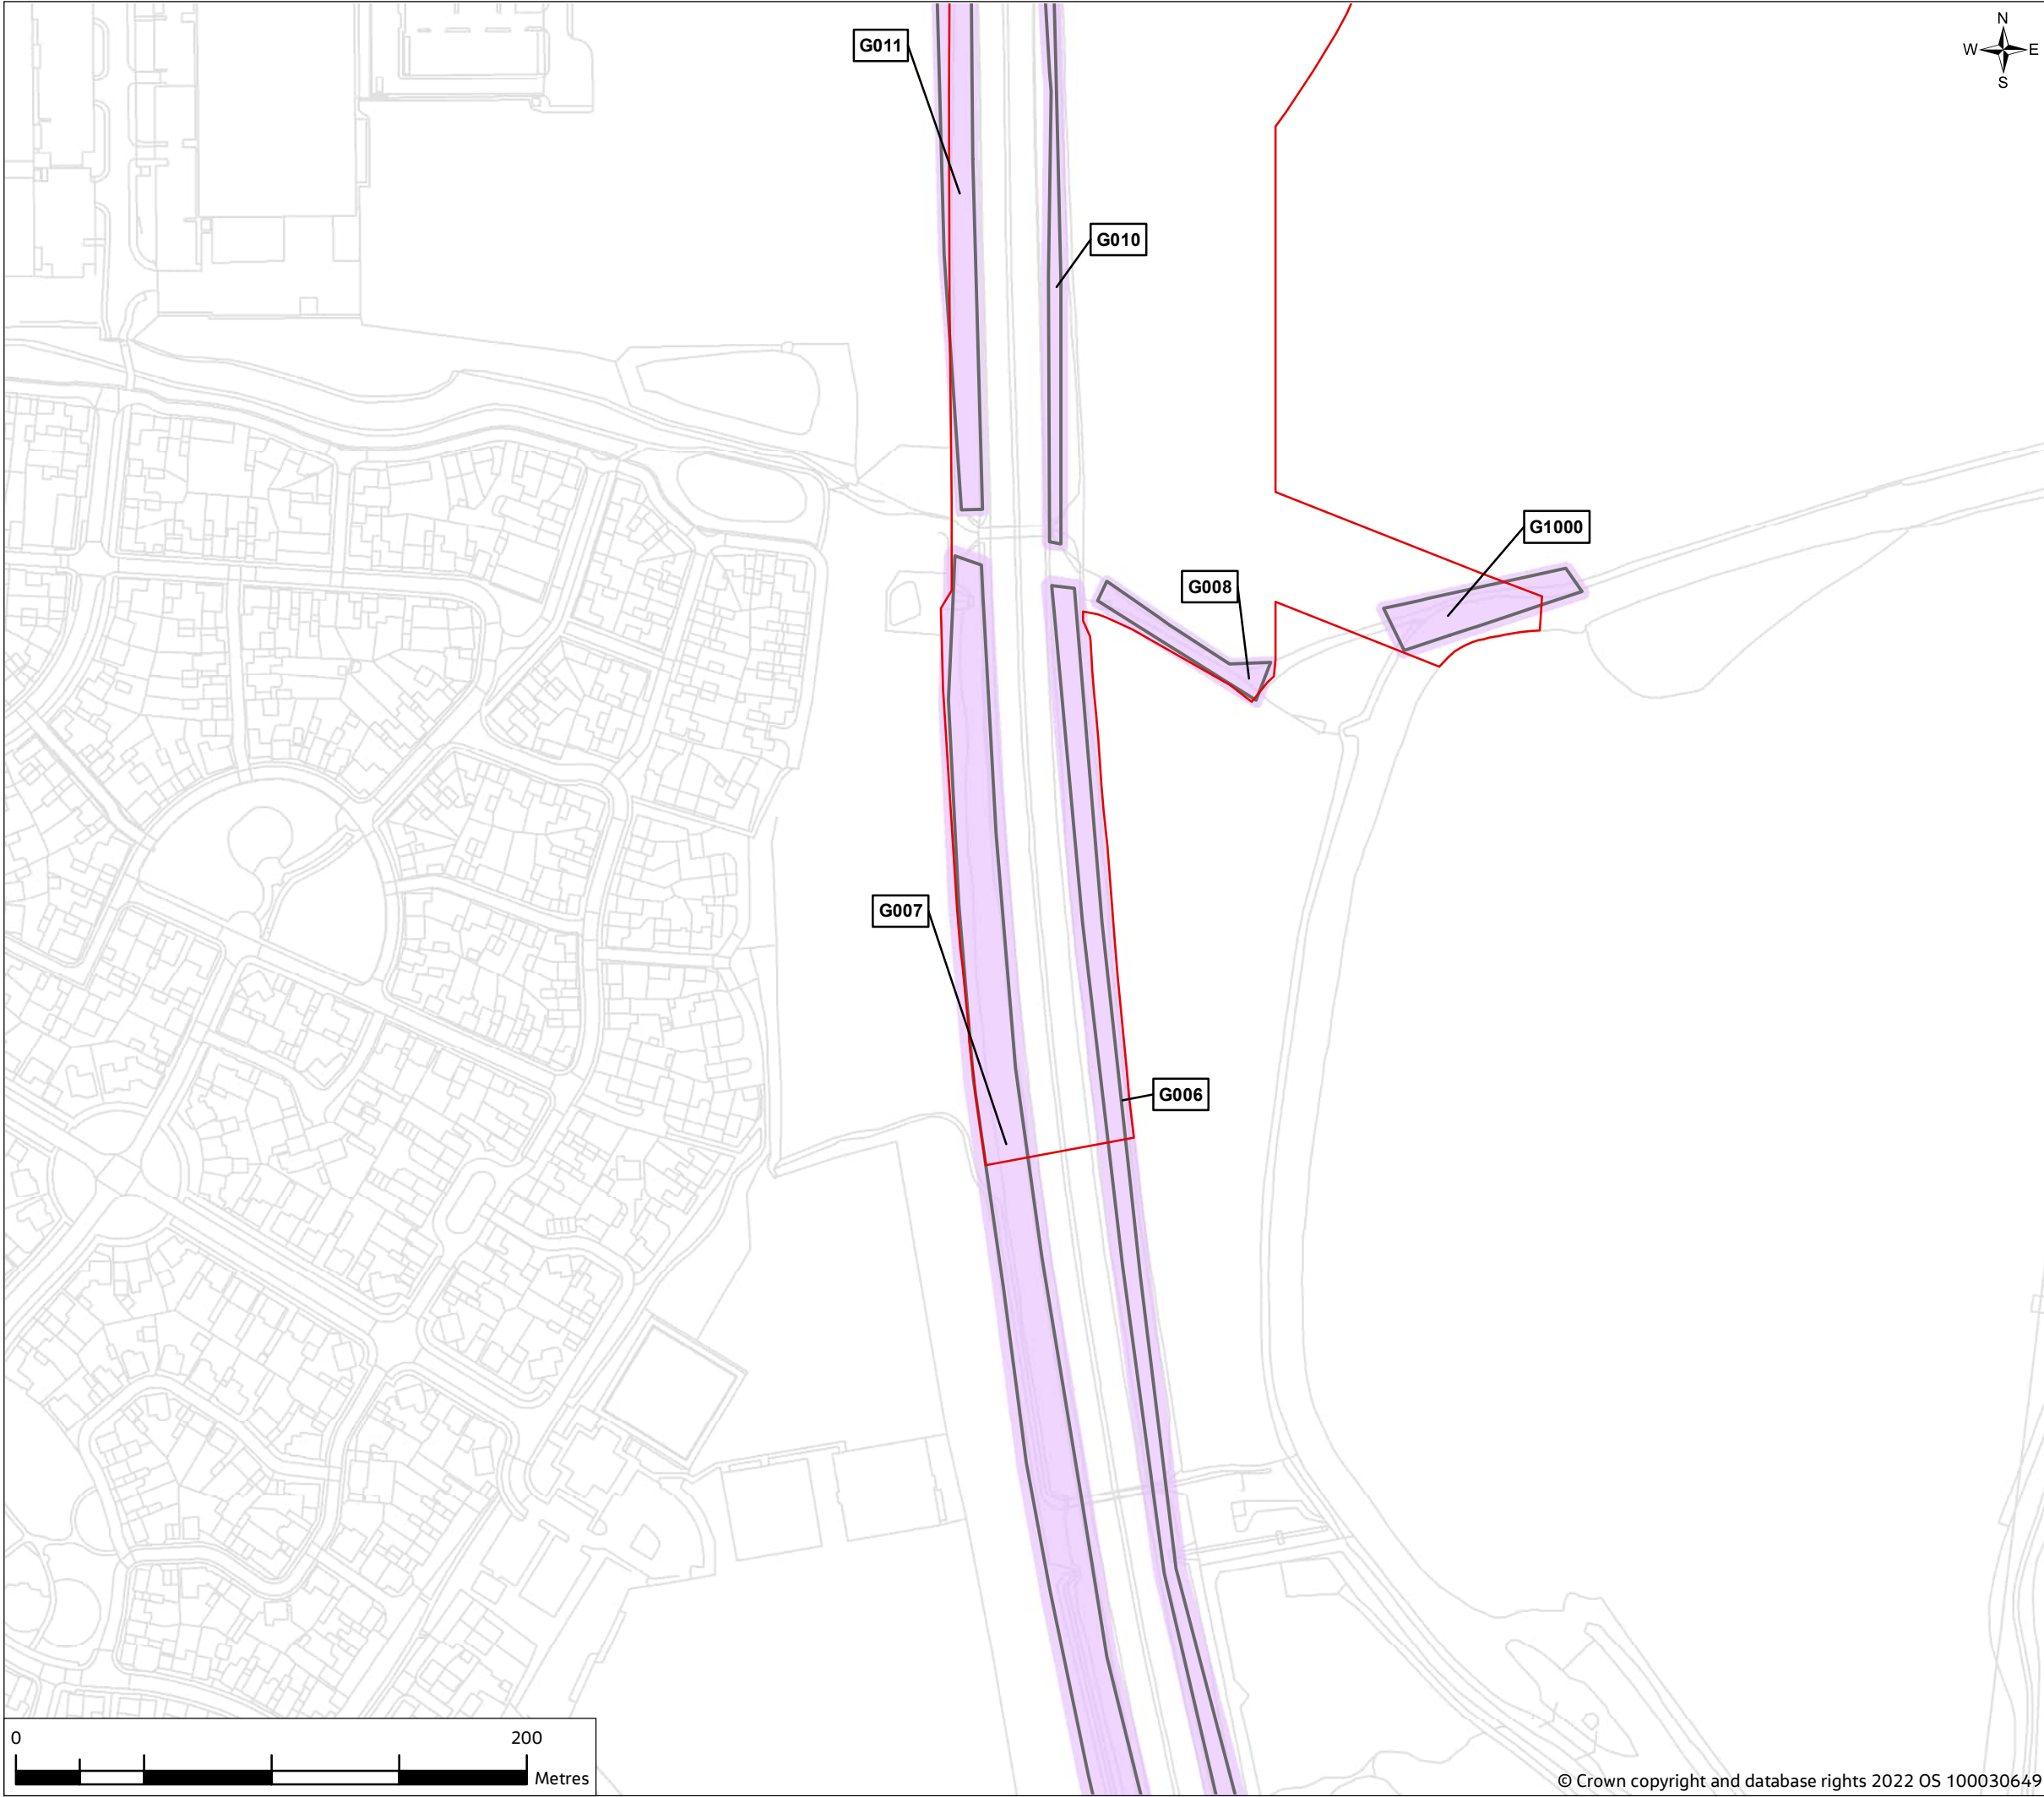 N
W E
S
G011
G010
G1000
G008
G007
G006
0 200
Metres
© Crown copyright and database rights 2022 OS 100030649